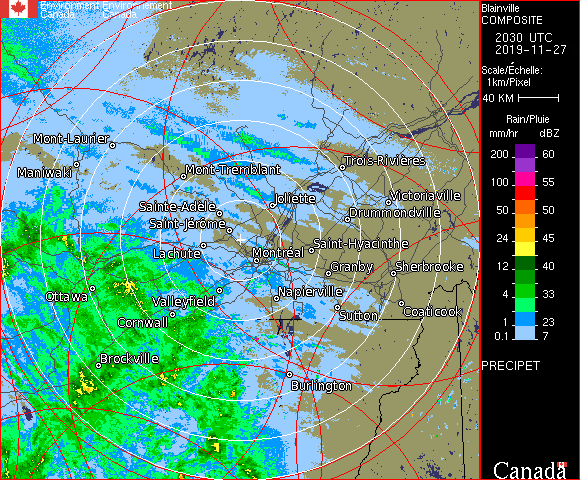 Environment Environnement
Canada Canada
Blainville
COMPOSITE
2030 UTC
2019-11-27
Scale/Échelle:
1km/Pixel
40 KM
Rain/Pluie
mm/hr dBZ
200 60
100 55
50 50
24 45
12 40
4 33
1 23
0.1 7
PRECIPET
Canada
Mont-Laurier
Maniwaki
Mont-Tremblant
Trois-Rivières
Sainte-Adèle
Joliette
Victoriaville
Drummondville
Saint-Jérôme
Lachute
Montréal
Saint-Hyacinthe
Granby
Sherbrooke
Ottawa
Valleyfield
Napierville
Cornwall
Sutton
Coaticook
Brockville
Burlington